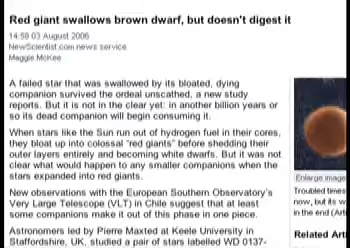 Red giant swallows brown dwarf, but doesn't digest it
14:58 03 August 2006
NewScientist.com news service
Maggie McKee
A failed star that was swallowed by its bloated, dying
companion survived the ordeal unscathed, a new study
reports. But it is not in the clear yet: in another billion years or
so its dead companion will begin consuming it.
When stars like the Sun run out of hydrogen fuel in their cores,
they bloat up into colossal "red giants" before shedding their
outer layers entirely and becoming white dwarfs. But it was not
clear what would happen to any smaller companions when the
stars expanded into red giants.
Enlarge image
New observations with the European Southern Observatory's
Very Large Telescope (VLT) in Chile suggest that at least
some companions make it out of this phase in one piece.
Troubled times
now, but its w
in the end (Arti
Astronomers led by Pierre Maxted at Keele University in
Staffordshire, UK, studied a pair of stars labelled WD 0137-
Related Arti